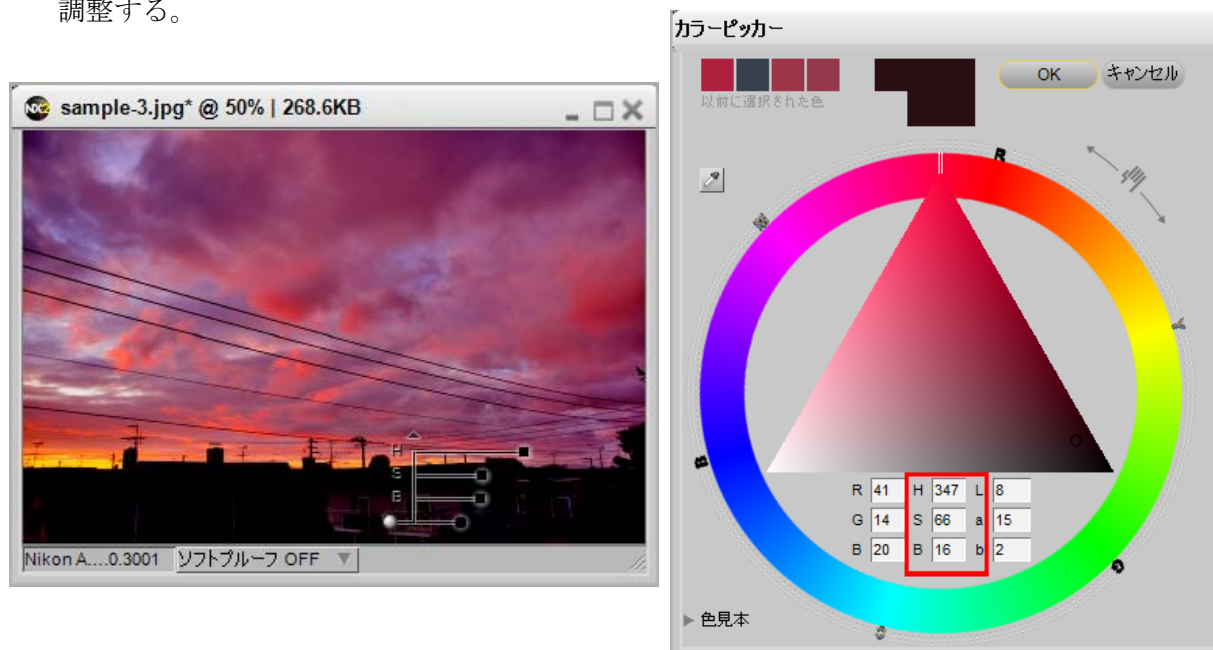 調整する。
カラーピッカー
OK キャンセル
以前に選択された色
NX2 sample-3.jpg* @ 50% | 268.6KB
R
Y
G
B
H
S
B
Nikon A....0.3001 ソフトプルーフ OFF
R 41 H 347 L 8
G 14 S 66 a 15
B 20 B 16 b 2
色見本